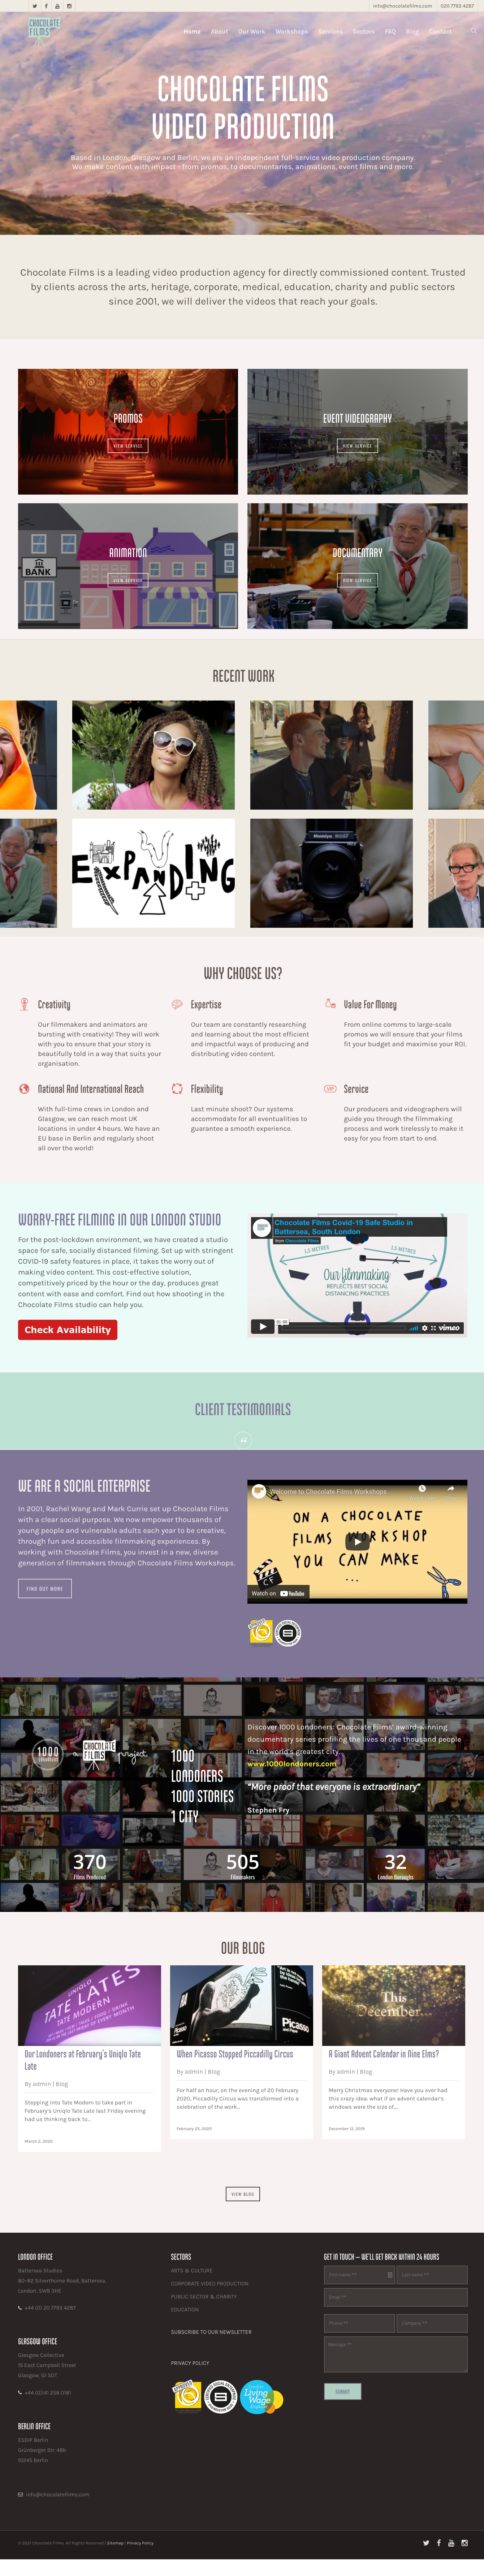 info@chocolatefilms.com
020 7793 4287
CHOCOLATE
FILMS
Home About Our Work Workshops Services Sectors FAQ Blog Contact
CHOCOLATE FILMS
VIDEO PRODUCTION
Based in London, Glasgow and Berlin, we are an independent full-service video production company.
We make content with impact - from promos, to documentaries, animations, event films and more.
Chocolate Films is a leading video production agency for directly commissioned content. Trusted
by clients across the arts, heritage, corporate, medical, education, charity and public sectors
since 2001, we will deliver the videos that reach your goals.
PROMOS
VIEW SERVICE
EVENT VIDEOGRAPHY
VIEW SERVICE
ANIMATION
VIEW SERVICE
BANK
DOCUMENTARY
VIEW SERVICE
RECENT WORK
EXPANDING
Mamiya RZ67
WHY CHOOSE US?
Creativity
Our filmmakers and animators are
bursting with creativity! They will work
with you to ensure that your story is
beautifully told in a way that suits your
organisation.
Expertise
Our team are constantly researching
and learning about the most efficient
and impactful ways of producing and
distributing video content.
Value For Money
From online comms to large-scale
promos we will ensure that your films
fit your budget and maximise your ROI.
National And International Reach
With full-time crews in London and
Glasgow, we can reach most UK
locations in under 4 hours. We have an
EU base in Berlin and regularly shoot
all over the world!
Flexibility
Last minute shoot? Our systems
accommodate for all eventualities to
guarantee a smooth experience.
VIP
Service
Our producers and videographers will
guide you through the filmmaking
process and work tirelessly to make it
easy for you from start to end.
WORRY-FREE FILMING IN OUR LONDON STUDIO
For the post-lockdown environment, we have created a studio
space for safe, socially distanced filming. Set up with stringent
COVID-19 safety features in place, it takes the worry out of
making video content. This cost-effective solution,
competitively priced by the hour or the day, produces great
content with ease and comfort. Find out how shooting in the
Chocolate Films studio can help you.
Check Availability
Chocolate Films Covid-19 Safe Studio in
Battersea, South London
from Chocolate Films
1.5 METRES
1.5 METRES
Our filmmaking
REFLECTS BEST SOCIAL
DISTANCING PRACTICES
vimeo
CLIENT TESTIMONIALS
“
WE ARE A SOCIAL ENTERPRISE
In 2001, Rachel Wang and Mark Currie set up Chocolate Films
with a clear social purpose. We now empower thousands of
young people and vulnerable adults each year to be creative,
through fun and accessible filmmaking experiences. By
working with Chocolate Films, you invest in a new, diverse
generation of filmmakers through Chocolate Films Workshops.
FIND OUT MORE
Welcome to Chocolate Films Workshops
ON A CHOCOLATE
FILMS WORKSHOP
YOU CAN MAKE
...
CF
Watch on YouTube
1000
LONDONERS
a
CHOCOLATE
FILMS
project
1000
LONDONERS
1000 STORIES
1 CITY
Discover 1000 Londoners: Chocolate Films' award-winning
documentary series profiling the lives of one thousand people
in the world's greatest city.
www.1000londoners.com
“More proof that everyone is extraordinary”
Stephen Fry
370
Films Produced
505
Filmmakers
32
London Boroughs
OUR BLOG
UNIQLO
TATE LATES
TATE MODERN
Our Londoners at February's Uniqlo Tate
Late
By admin | Blog
Stepping into Tate Modern to take part in
February's Uniqlo Tate Late last Friday evening
had us thinking back to...
March 2, 2020
Picasso
When Picasso Stopped Piccadilly Circus
By admin | Blog
For half an hour, on the evening of 20 February
2020, Piccadilly Circus was transformed into a
celebration of the work...
February 25, 2020
This
December
A Giant Advent Calendar in Nine Elms?
By admin | Blog
Merry Christmas everyone! Have you ever had
this crazy idea: what if an advent calendar's
windows were the size of...
December 12, 2019
VIEW BLOG
LONDON OFFICE
Battersea Studios
80-82 Silverthorne Road, Battersea,
London, SW8 3HE
+44 (0) 20 7793 4287
GLASGOW OFFICE
Glasgow Collective
15 East Campbell Street
Glasgow, G1 5DT
+44 (0)141 258 0181
BERLIN OFFICE
ESDIP Berlin
Grünberger Str. 48b
10245 Berlin
info@chocolatefilms.com
SECTORS
ARTS & CULTURE
CORPORATE VIDEO PRODUCTION
PUBLIC SECTOR & CHARITY
EDUCATION
SUBSCRIBE TO OUR NEWSLETTER
PRIVACY POLICY
Living
Wage
GET IN TOUCH – WE'LL GET BACK WITHIN 24 HOURS
First name **
Last name **
Email **
Phone **
Company **
Message **
SUBMIT
© 2021 Chocolate Films. All Rights Reserved | Sitemap | Privacy Policy